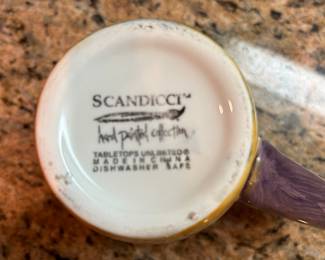 SCANDICCI™
hand painted collection
TABLETOPS UNLIMITED®
MADE IN CHINA
DISHWASHER SAFE